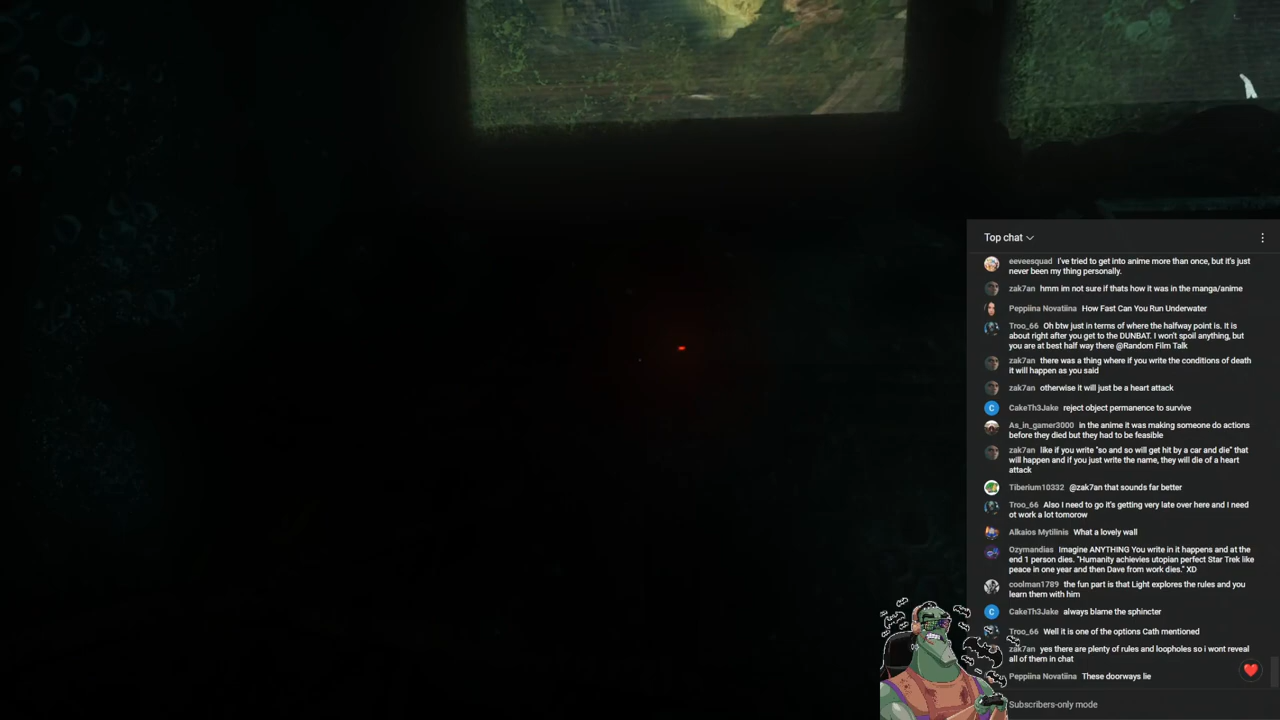 Top chat
eeveesquad I've tried to get into anime more than once, but it's just
never been my thing personally.
zak7an hmm im not sure if thats how it was in the manga/anime
Peppiina Novatiina How Fast Can You Run Underwater
Troo_66 Oh btw just in terms of where the halfway point is. It is
about right after you get to the DUNBAT. I won't spoil anything, but
you are at best half way there @Random Film Talk
zak7an there was a thing where if you write the conditions of death
it will happen as you said
zak7an otherwise it will just be a heart attack
C
CakeTh3Jake reject object permanence to survive
As_in_gamer3000 in the anime it was making someone do actions
before they died but they had to be feasible
zak7an like if you write "so and so will get hit by a car and die" that
will happen and if you just write the name, they will die of a heart
attack
Tiberium10332 @zak7an that sounds far better
Troo_66 Also I need to go it's getting very late over here and I need
ot work a lot tomorow
Alkaios Mytilinis What a lovely wall
Ozymandias Imagine ANYTHING You write in it happens and at the
end 1 person dies. "Humanity achievies utopian perfect Star Trek like
peace in one year and then Dave from work dies." XD
coolman1789 the fun part is that Light explores the rules and you
learn them with him
C
CakeTh3Jake always blame the sphincter
Troo_66 Well it is one of the options Cath mentioned
zak7an yes there are plenty of rules and loopholes so i wont reveal
all of them in chat
Peppiina Novatiina These doorways lie
Subscribers-only mode